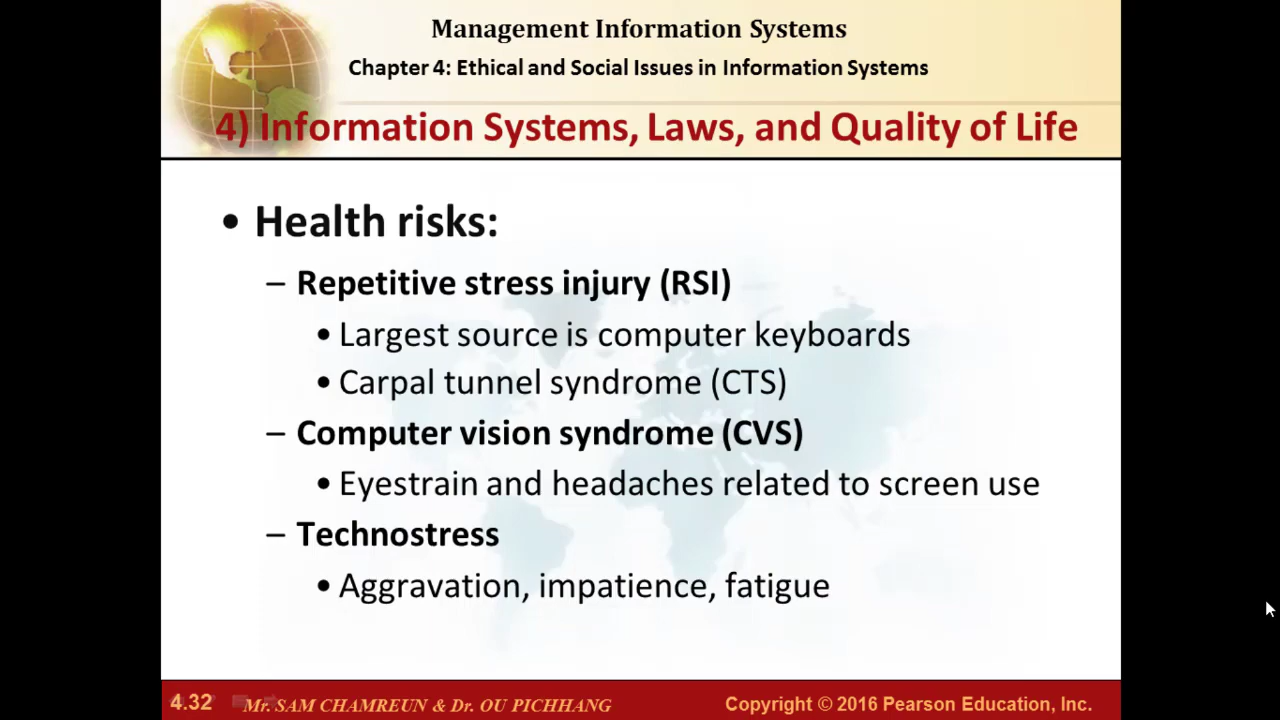 Management Information Systems
Chapter 4: Ethical and Social Issues in Information Systems
4) Information Systems, Laws, and Quality of Life
• Health risks:
– Repetitive stress injury (RSI)
• Largest source is computer keyboards
• Carpal tunnel syndrome (CTS)
– Computer vision syndrome (CVS)
• Eyestrain and headaches related to screen use
– Technostress
• Aggravation, impatience, fatigue
4.32 Mr. SAM CHAMREUN & Dr. OU PICHHANG Copyright © 2016 Pearson Education, Inc.